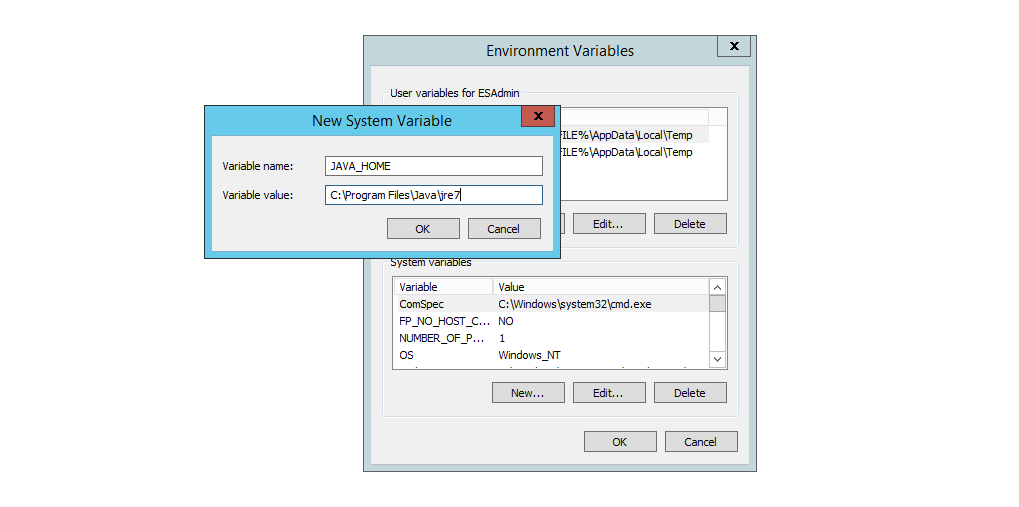 Environment Variables
User variables for ESAdmin
New System Variable
Variable name:
JAVA_HOME
Variable value:
C:\Program Files\Java\jre7
OK
Cancel
FILE%\AppData\Local\Temp
FILE%\AppData\Local\Temp
Edit...
Delete
System variables
Variable
Value
ComSpec
C:\Windows\system32\cmd.exe
FP_NO_HOST_C...
NO
NUMBER_OF_P...
1
OS
Windows_NT
New...
Edit...
Delete
OK
Cancel